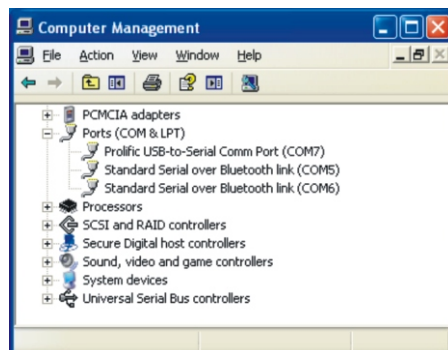 Computer Management
File Action View Window Help
PCMCIA adapters
Ports (COM & LPT)
Prolific USB-to-Serial Comm Port (COM7)
Standard Serial over Bluetooth link (COM5)
Standard Serial over Bluetooth link (COM6)
Processors
SCSI and RAID controllers
Secure Digital host controllers
Sound, video and game controllers
System devices
Universal Serial Bus controllers